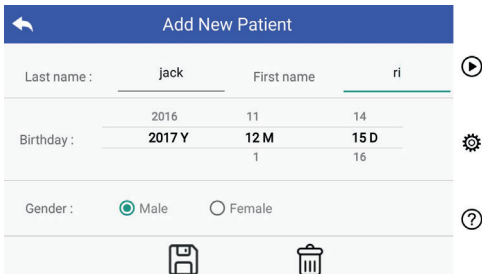 Add New Patient
Last name : jack First name ri
2016 11 14
Birthday : 2017 Y 12 M 15 D
1 16
Gender : Male Female
?